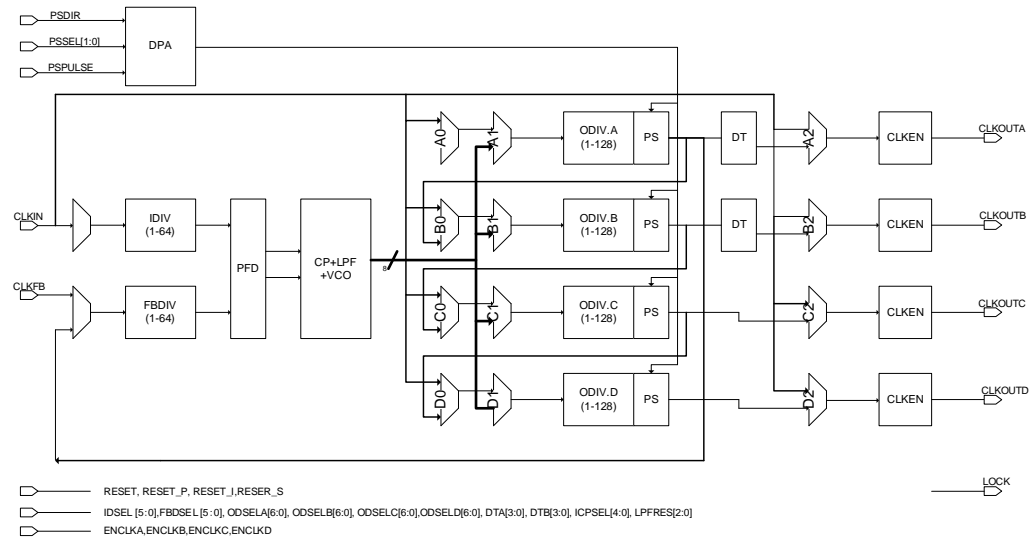 PSDIR
PSSEL[1:0]
PSPULSE
DPA
A0
A1
ODIV.A
(1-128)
PS
DT
A2
CLKEN
CLKOUTA
CLKIN
IDIV
(1-64)
B0
B1
ODIV.B
(1-128)
PS
DT
B2
CLKEN
CLKOUTB
PFD
CP+LPF
+VCO
8
CLKFB
FBDIV
(1-64)
C0
C1
ODIV.C
(1-128)
PS
C2
CLKEN
CLKOUTC
D0
D1
ODIV.D
(1-128)
PS
D2
CLKEN
CLKOUTD
RESET, RESET_P, RESET_I,RESER_S
LOCK
IDSEL [5:0],FBDSEL [5:0], ODSELA[6:0], ODSELB[6:0], ODSELC[6:0],ODSELD[6:0], DTA[3:0], DTB[3:0], ICPSEL[4:0], LPFRES[2:0]
ENCLKA,ENCLKB,ENCLKC,ENCLKD